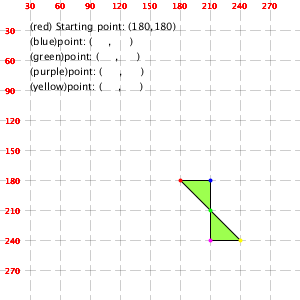 30 60 90 120 150 180 210 240 270
30 (red) Starting point: (180,180)
(blue)point: (    ,    )
60 (green)point: (    ,    )
(purple)point: (    ,    )
90 (yellow)point: (    ,    )
120
150
180
210
240
270